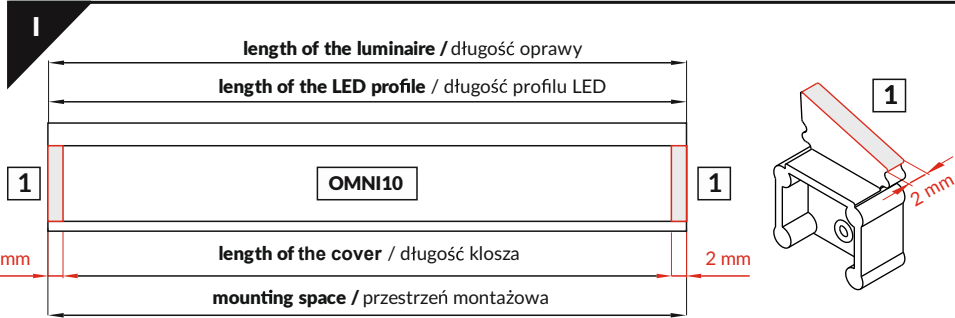 I
length of the luminaire / długość oprawy
length of the LED profile / długość profilu LED
1
1
OMNI10
1
2 mm
length of the cover / długość klosza
mm
2 mm
mounting space / przestrzeń montażowa